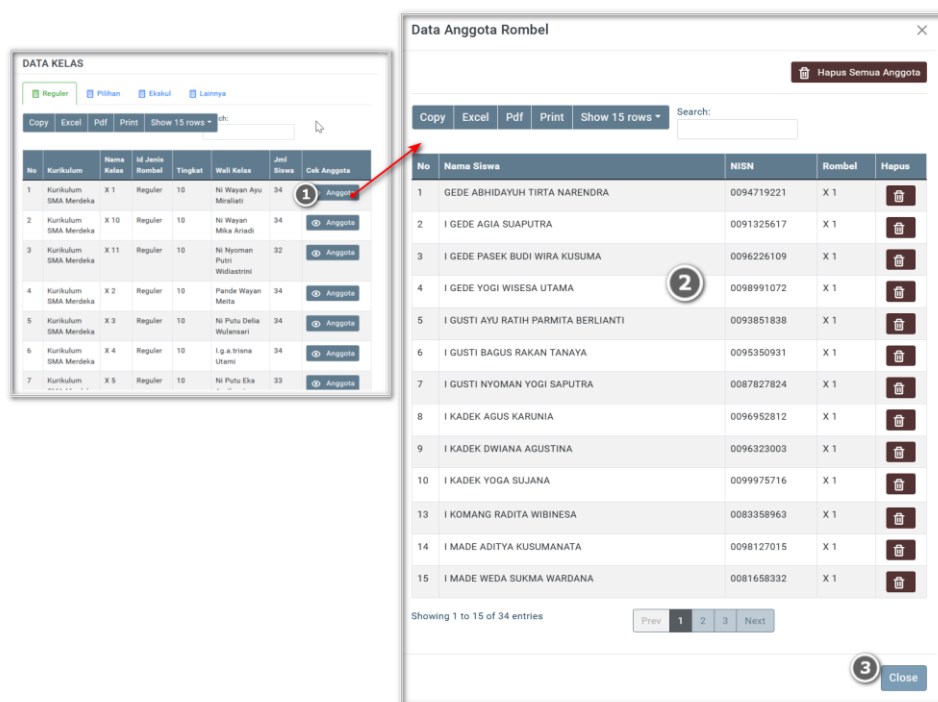 DATA KELAS
Reguler Pilihan Ekskul Lainnya
Copy Excel Pdf Print Show 15 rows ch:
No Kurikulum Nama Kelas Id Jenis Rombel Tingkat Wali Kelas Jml Siswa Cek Anggota
1 Kurikulum SMA Merdeka X 1 Reguler 10 Ni Wayan Ayu Miraliati 34 1 Anggota
2 Kurikulum SMA Merdeka X 10 Reguler 10 Ni Wayan Mika Ariadi 34 Anggota
3 Kurikulum SMA Merdeka X 11 Reguler 10 Ni Nyoman Putri Widiastrini 32 Anggota
4 Kurikulum SMA Merdeka X 2 Reguler 10 Pande Wayan Meita 34 Anggota
5 Kurikulum SMA Merdeka X 3 Reguler 10 Ni Putu Delia Wulansari 34 Anggota
6 Kurikulum SMA Merdeka X 4 Reguler 10 I.g.a.trisna Utami 34 Anggota
7 Kurikulum X 5 Reguler 10 Ni Putu Eka 33 Anggota
Data Anggota Rombel
Hapus Semua Anggota
Copy Excel Pdf Print Show 15 rows Search:
No Nama Siswa NISN Rombel Hapus
1 GEDE ABHIDAYUH TIRTA NARENDRA 0094719221 X 1
2 I GEDE AGIA SUAPUTRA 0091325617 X 1
3 I GEDE PASEK BUDI WIRA KUSUMA 0096226109 X 1
4 I GEDE YOGI WISESA UTAMA 2 0098991072 X 1
5 I GUSTI AYU RATIH PARMITA BERLIANTI 0093851838 X 1
6 I GUSTI BAGUS RAKAN TANAYA 0095350931 X 1
7 I GUSTI NYOMAN YOGI SAPUTRA 0087827824 X 1
8 I KADEK AGUS KARUNIA 0096952812 X 1
9 I KADEK DWIANA AGUSTINA 0096323003 X 1
10 I KADEK YOGA SUJANA 0099975716 X 1
13 I KOMANG RADITA WIBINESA 0083358963 X 1
14 I MADE ADITYA KUSUMANATA 0098127015 X 1
15 I MADE WEDA SUKMA WARDANA 0081658332 X 1
Showing 1 to 15 of 34 entries Prev 1 2 3 Next
3 Close